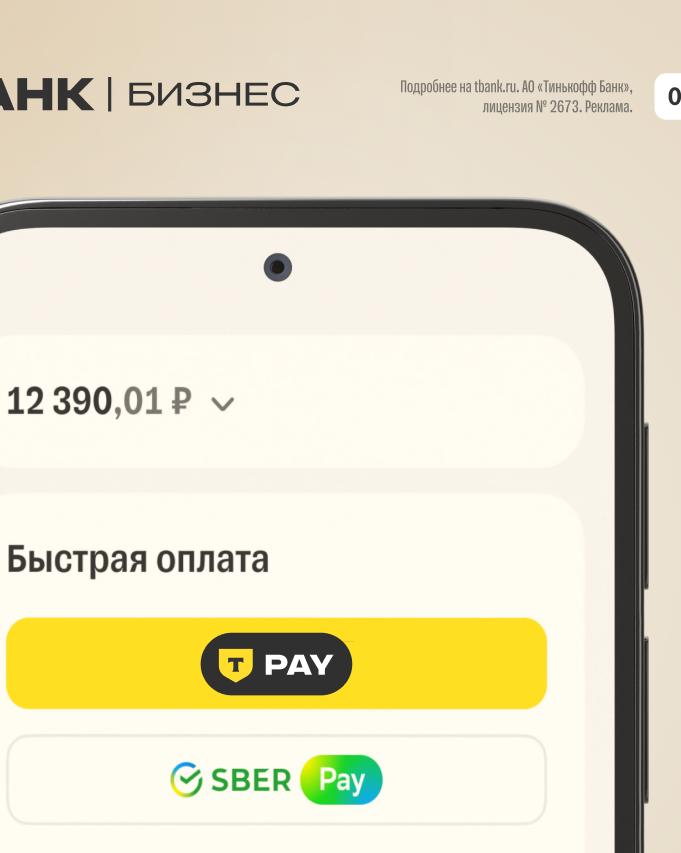 АНК | БИЗНЕС
Подробнее на tbank.ru. АО «Тинькофф Банк»,
лицензия № 2673. Реклама.
0
12 390,01 ₽
Быстрая оплата
T PAY
SBER Pay